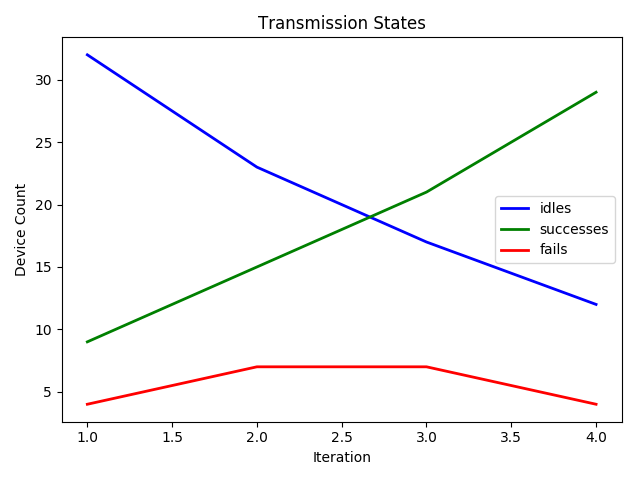 Transmission States
Device Count
30
25
20
15
10
5
idles
successes
fails
1.0 1.5 2.0 2.5 3.0 3.5 4.0
Iteration